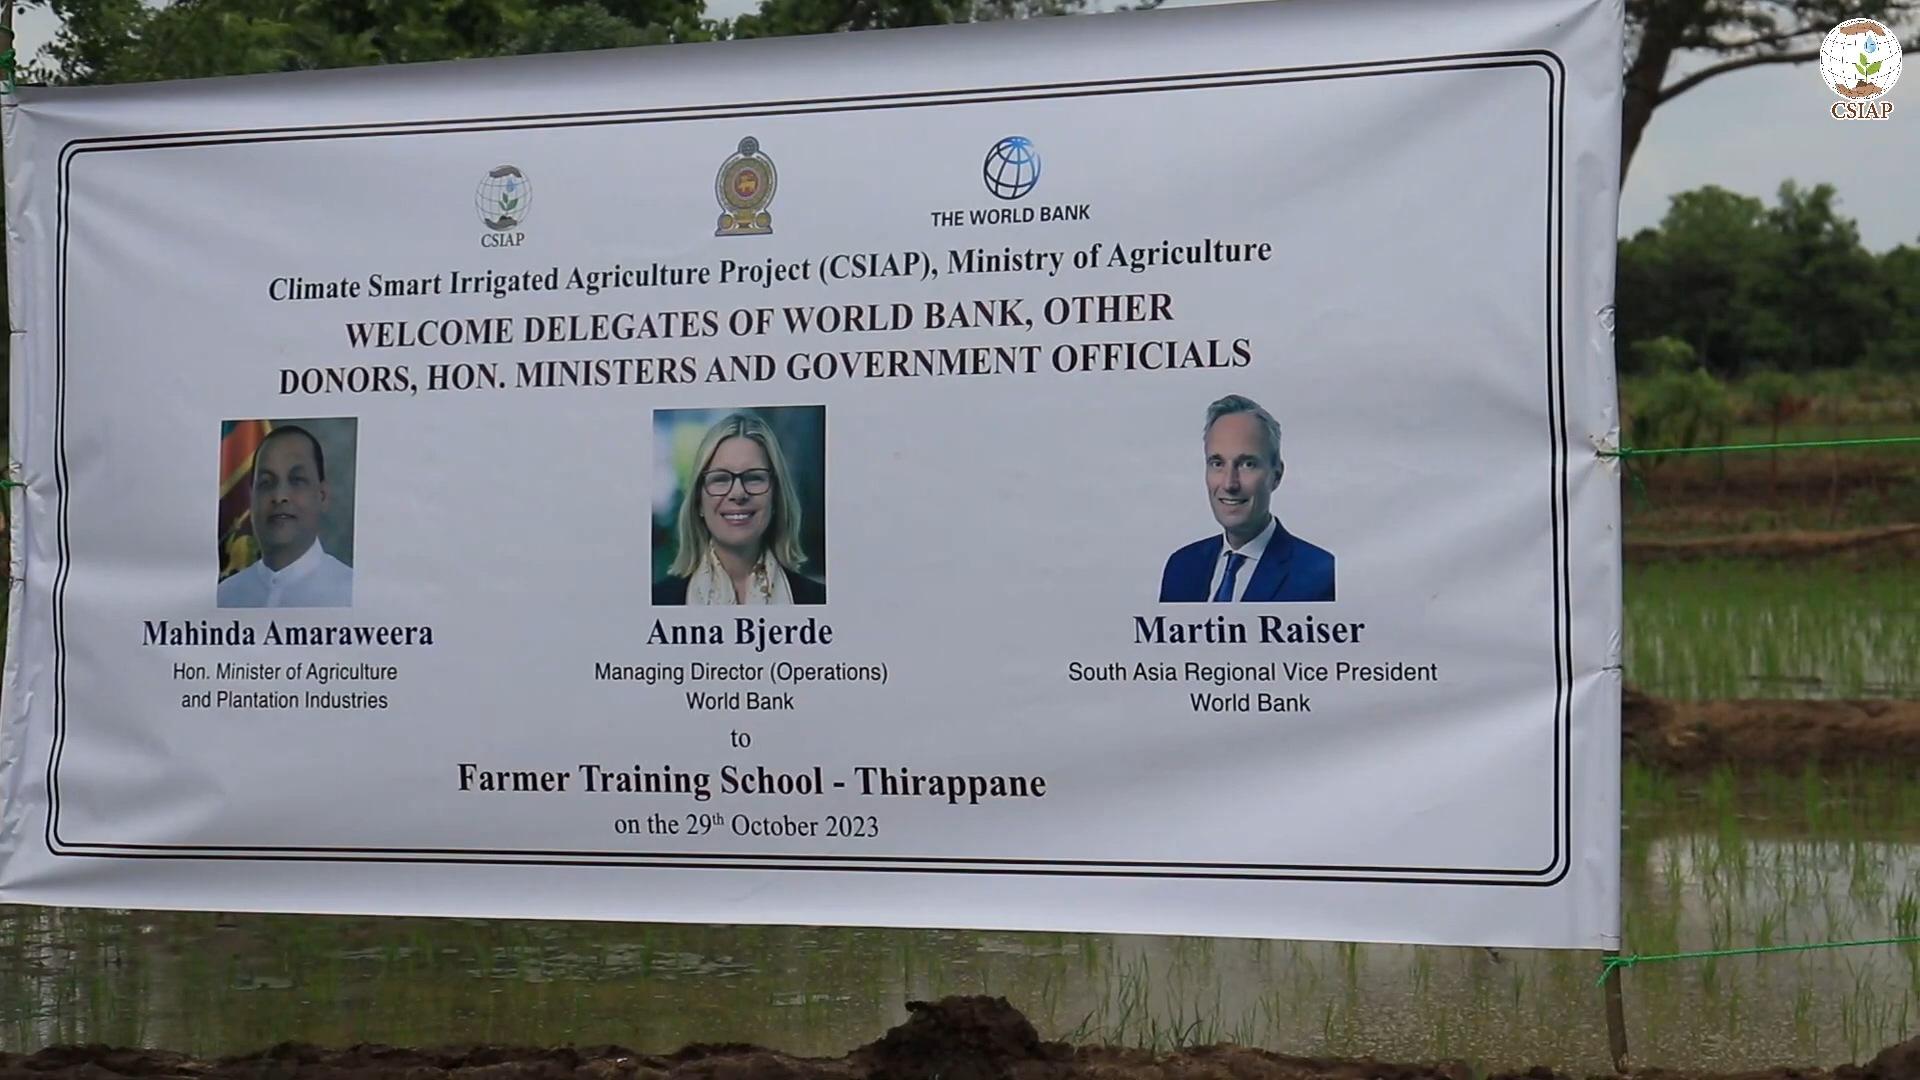 CSIAP
CSIAP
THE WORLD BANK
Climate Smart Irrigated Agriculture Project (CSIAP), Ministry of Agriculture
WELCOME DELEGATES OF WORLD BANK, OTHER
DONORS, HON. MINISTERS AND GOVERNMENT OFFICIALS
Mahinda Amaraweera
Hon. Minister of Agriculture
and Plantation Industries
Anna Bjerde
Managing Director (Operations)
World Bank
Martin Raiser
South Asia Regional Vice President
World Bank
to
Farmer Training School - Thirappane
on the 29th October 2023